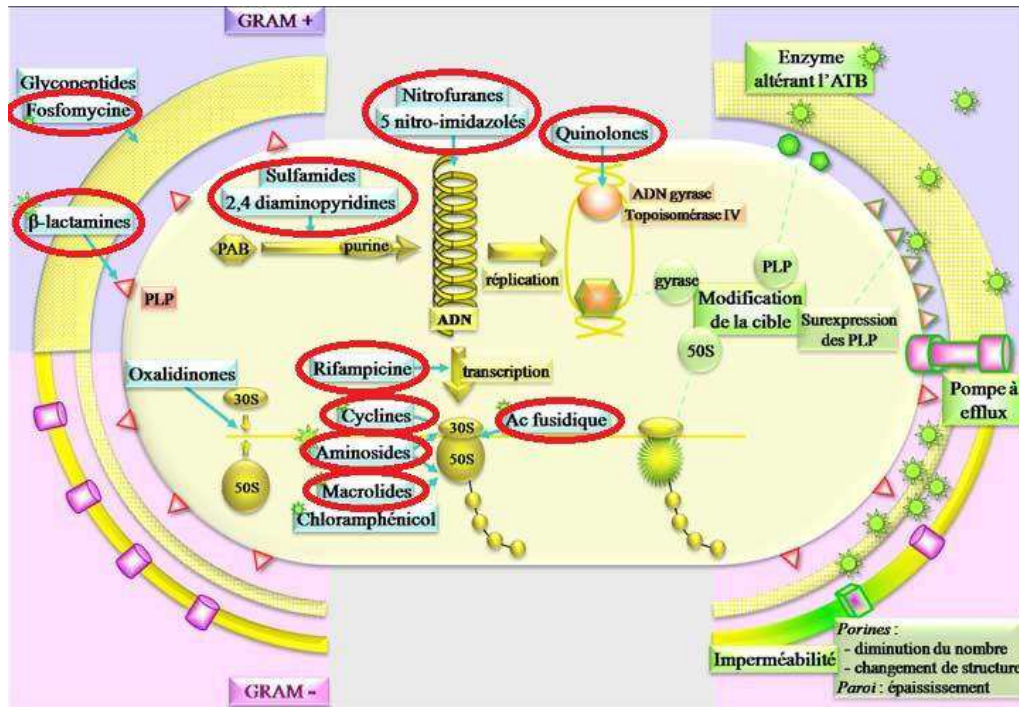 GRAM +
Glycopeptides
Fosfomycine
β-lactamines
PLP
Sulfamides
2,4 diaminopyridines
PAB
purine
Nitrofuranes
5 nitro-imidazolés
ADN
réplication
Quinolones
ADN gyrase
Topoisomérase IV
Enzyme
altérant l'ATB
gyrase
PLP
Modification
de la cible
50S
Surexpression
des PLP
Pompe à
efflux
Oxalidinones
30S
50S
Rifampicine
transcription
Cyclines
Aminosides
Macrolides
Chloramphénicol
30S
50S
Ac fusidique
Imperméabilité
Porines :
- diminution du nombre
- changement de structure
Paroi : épaississement
GRAM -